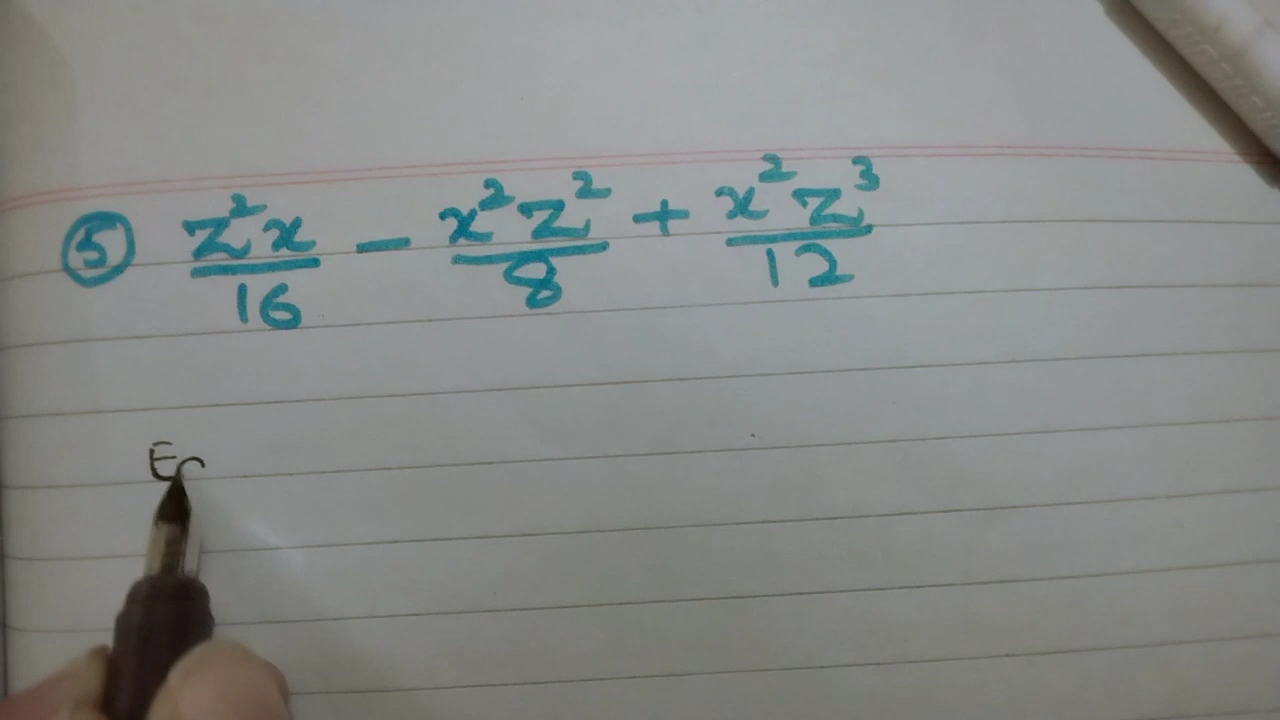 ⑤ z²x/16 - x²z²/8 + x²z³/12